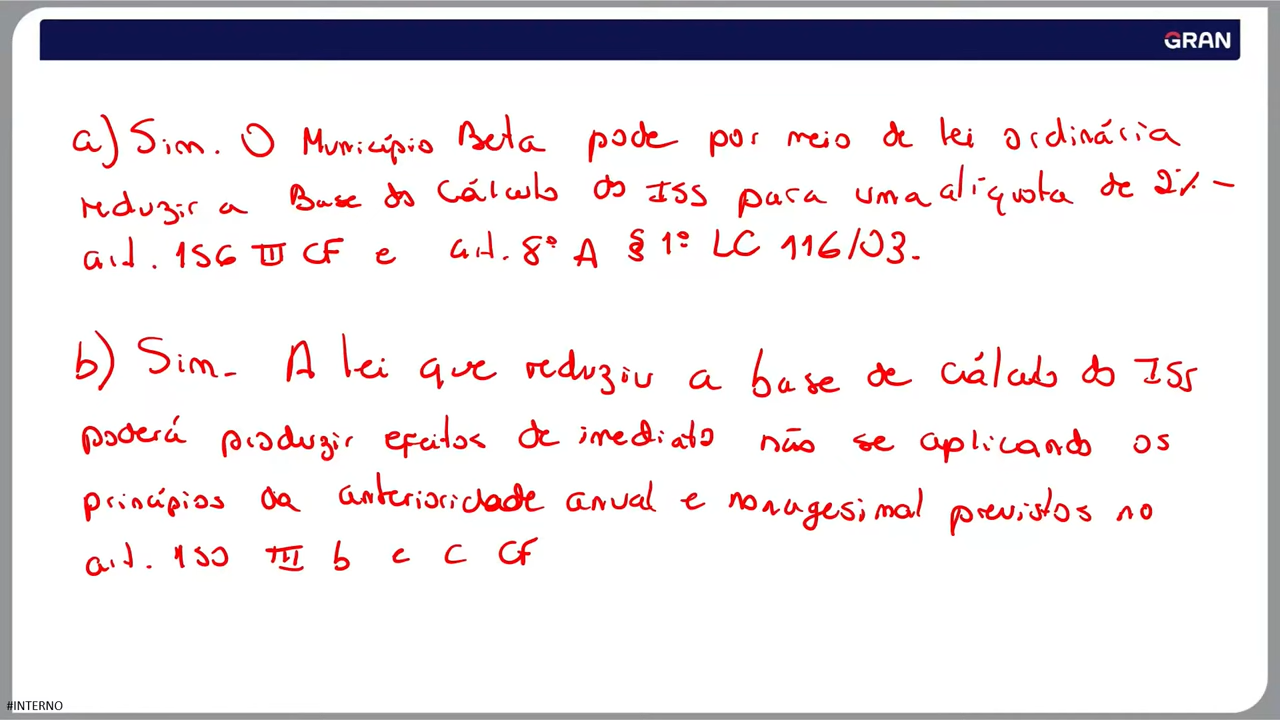 GRAN
a) Sim. O Município Beta pode por meio de lei ordinária
reduzir a Base do Cálculo do ISS para uma alíquota de 2% -
art. 156 III CF e art. 8º A § 1º LC 116/03.
b) Sim - A lei que reduziu a base de cálculo do ISS
poderá produzir efeitos de imediato não se aplicando os
princípios da anterioridade anual e nonagesimal previstos no
art. 150 III b e C CF
#INTERNO